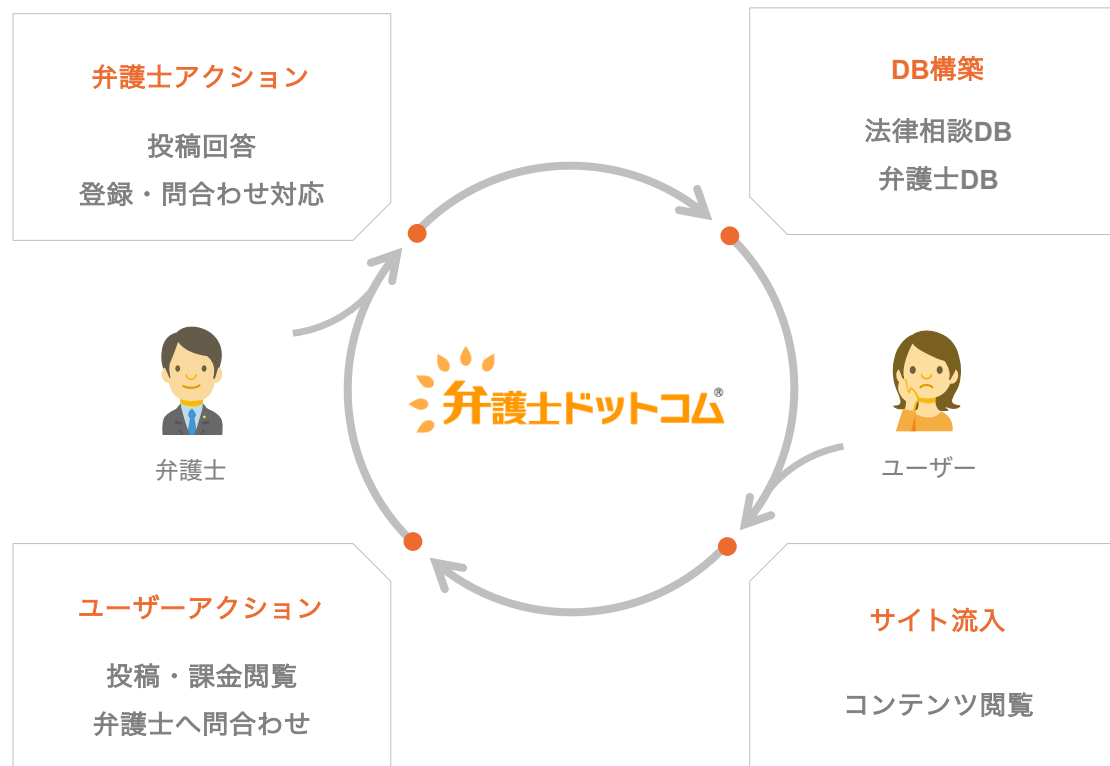 弁護士アクション
投稿回答
登録・問合わせ対応
DB構築
法律相談DB
弁護士DB
弁護士ドットコム®
弁護士
ユーザー
ユーザーアクション
投稿・課金閲覧
弁護士へ問合わせ
サイト流入
コンテンツ閲覧